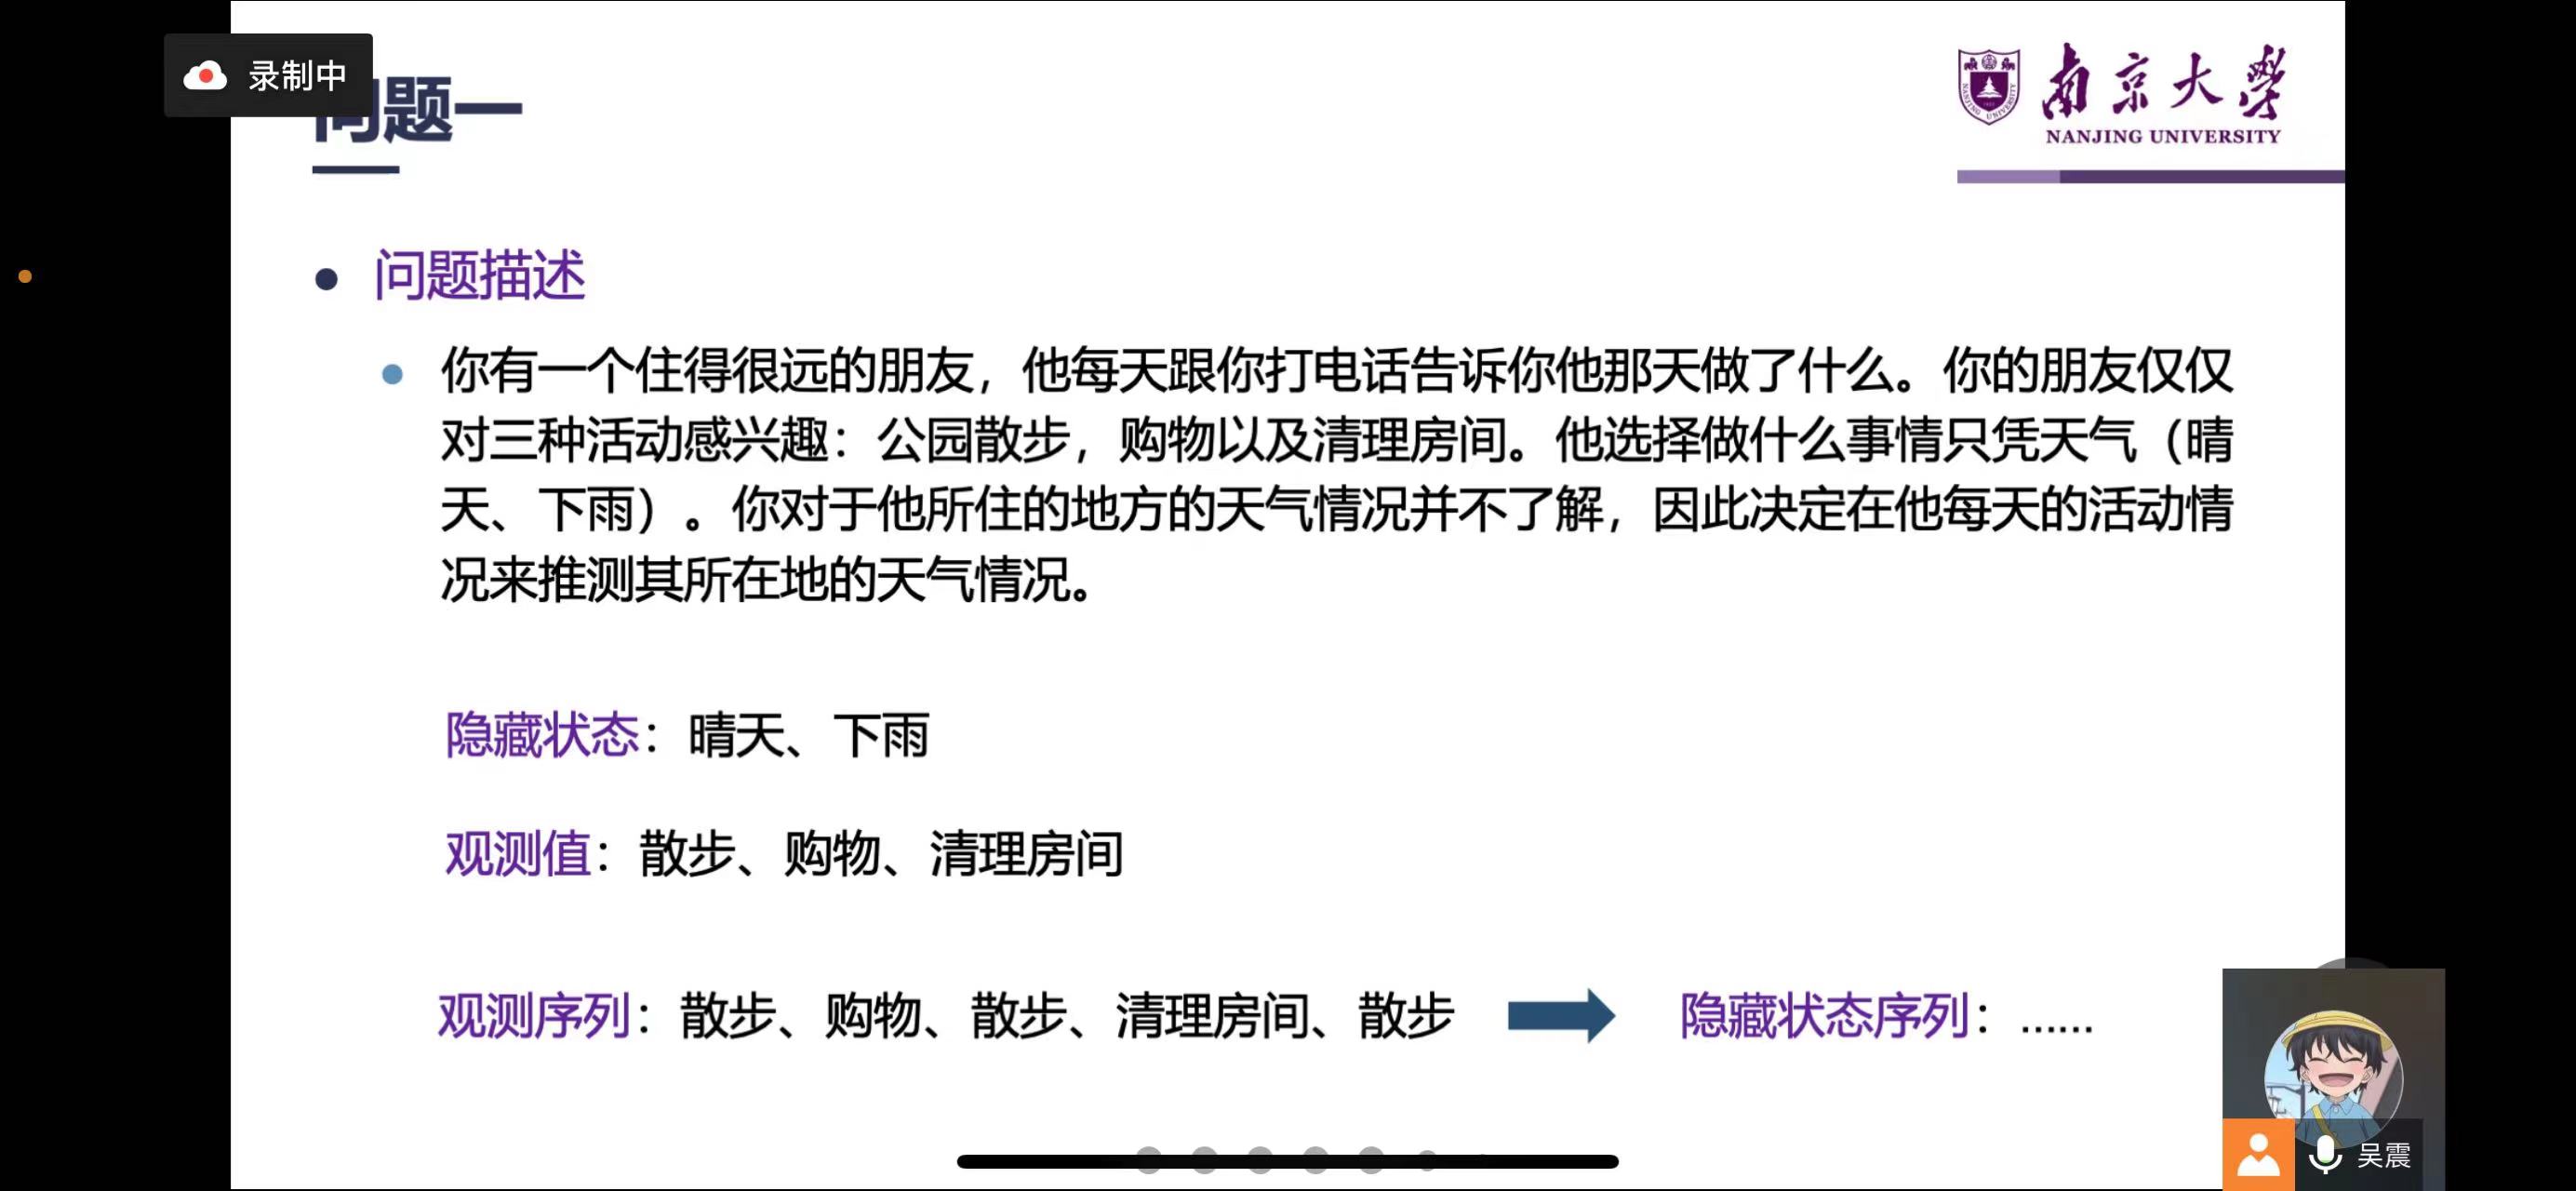 录制中
问题一
南京大學
NANJING UNIVERSITY
问题描述
你有一个住得很远的朋友，他每天跟你打电话告诉你他那天做了什么。你的朋友仅仅
对三种活动感兴趣：公园散步，购物以及清理房间。他选择做什么事情只凭天气（晴
天、下雨）。你对于他所住的地方的天气情况并不了解，因此决定在他每天的活动情
况来推测其所在地的天气情况。
隐藏状态：晴天、下雨
观测值：散步、购物、清理房间
观测序列：散步、购物、散步、清理房间、散步
隐藏状态序列：......
吴震